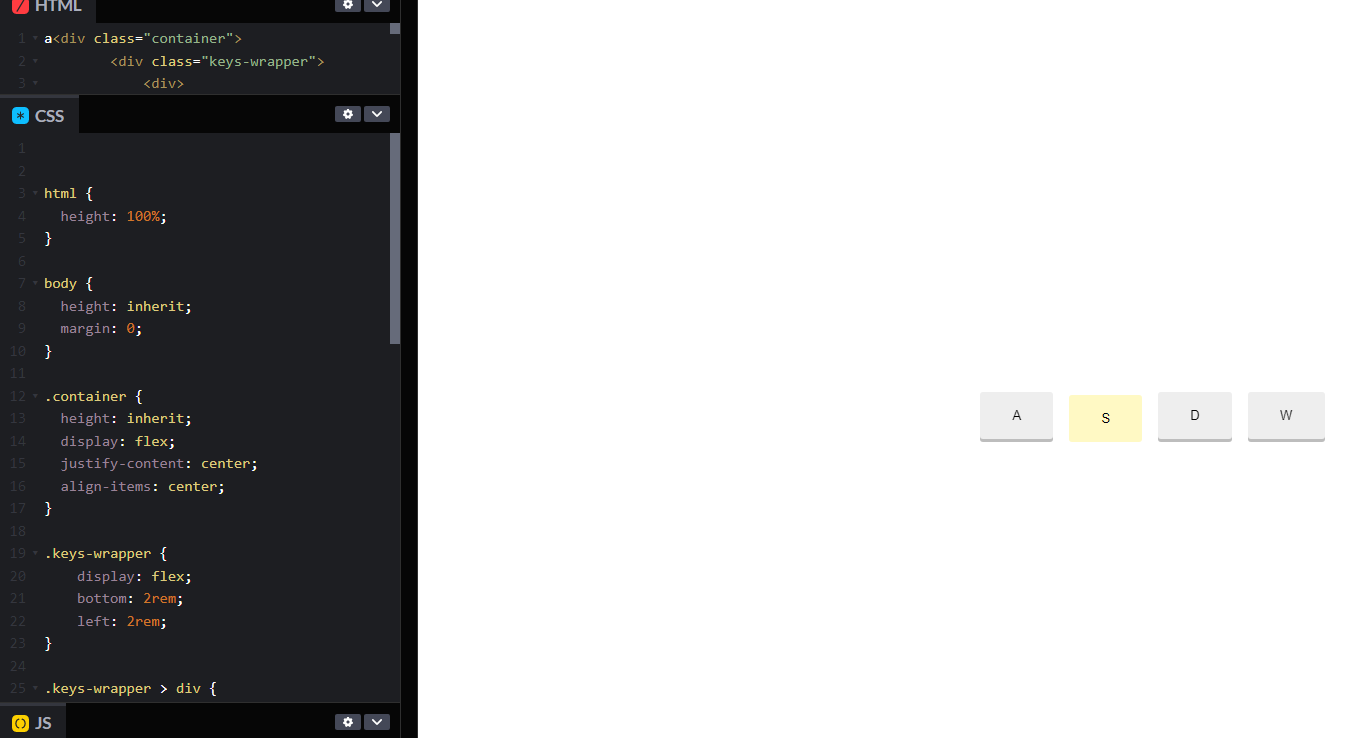 HTML
1 a<div class="container">
2 <div class="keys-wrapper">
3 <div>
CSS
1
2
3 html {
4 height: 100%;
5 }
6
7 body {
8 height: inherit;
9 margin: 0;
10 }
11
12 .container {
13 height: inherit;
14 display: flex;
15 justify-content: center;
16 align-items: center;
17 }
18
19 .keys-wrapper {
20 display: flex;
21 bottom: 2rem;
22 left: 2rem;
23 }
24
25 .keys-wrapper > div {
JS
A S D W